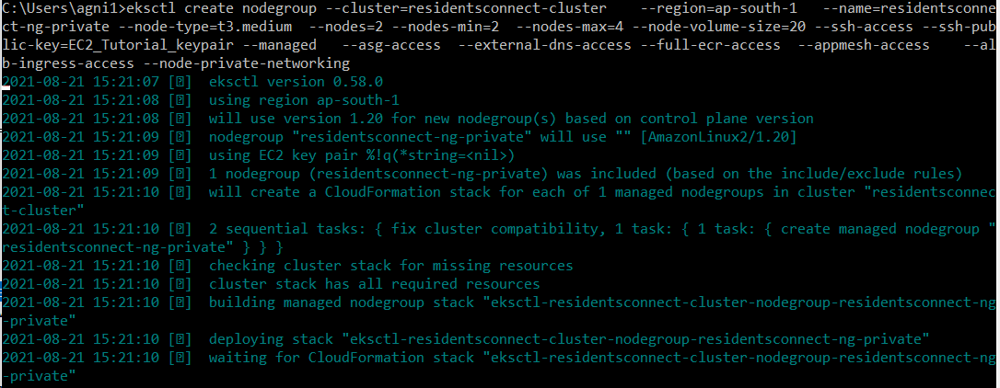 C:\Users\agni1>eksctl create nodegroup --cluster=residentsconnect-cluster    --region=ap-south-1   --name=residentsconne
ct-ng-private --node-type=t3.medium  --nodes=2 --nodes-min=2  --nodes-max=4 --node-volume-size=20 --ssh-access --ssh-pub
lic-key=EC2_Tutorial_keypair --managed   --asg-access  --external-dns-access --full-ecr-access  --appmesh-access    --al
b-ingress-access --node-private-networking
2021-08-21 15:21:07 [�]  eksctl version 0.58.0
2021-08-21 15:21:08 [�]  using region ap-south-1
2021-08-21 15:21:08 [�]  will use version 1.20 for new nodegroup(s) based on control plane version
2021-08-21 15:21:09 [�]  nodegroup "residentsconnect-ng-private" will use "" [AmazonLinux2/1.20]
2021-08-21 15:21:09 [�]  using EC2 key pair %!q(*string=<nil>)
2021-08-21 15:21:09 [�]  1 nodegroup (residentsconnect-ng-private) was included (based on the include/exclude rules)
2021-08-21 15:21:10 [�]  will create a CloudFormation stack for each of 1 managed nodegroups in cluster "residentsconnec
t-cluster"
2021-08-21 15:21:10 [�]  2 sequential tasks: { fix cluster compatibility, 1 task: { 1 task: { create managed nodegroup "
residentsconnect-ng-private" } } }
2021-08-21 15:21:10 [�]  checking cluster stack for missing resources
2021-08-21 15:21:10 [�]  cluster stack has all required resources
2021-08-21 15:21:10 [�]  building managed nodegroup stack "eksctl-residentsconnect-cluster-nodegroup-residentsconnect-ng
-private"
2021-08-21 15:21:10 [�]  deploying stack "eksctl-residentsconnect-cluster-nodegroup-residentsconnect-ng-private"
2021-08-21 15:21:10 [�]  waiting for CloudFormation stack "eksctl-residentsconnect-cluster-nodegroup-residentsconnect-ng
-private"